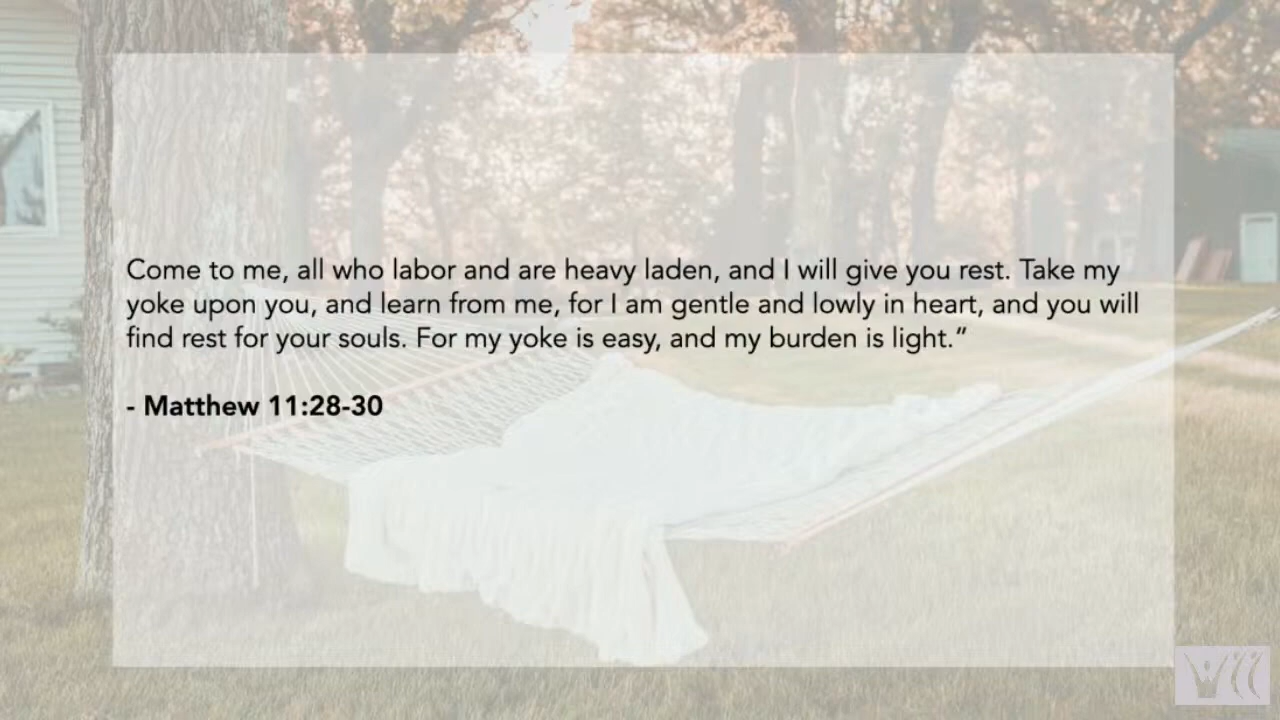 Come to me, all who labor and are heavy laden, and I will give you rest. Take my
yoke upon you, and learn from me, for I am gentle and lowly in heart, and you will
find rest for your souls. For my yoke is easy, and my burden is light.”
- Matthew 11:28-30